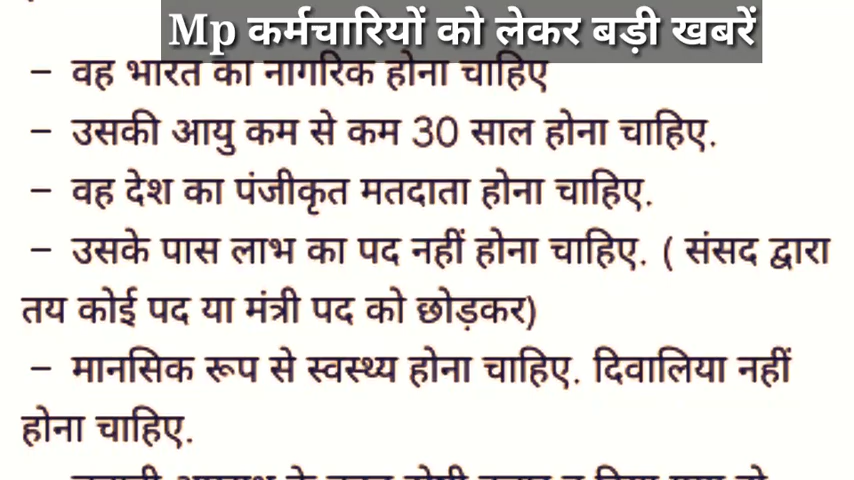 Mp कर्मचारियों को लेकर बड़ी खबरें
– वह भारत का नागरिक होना चाहिए
– उसकी आयु कम से कम 30 साल होना चाहिए.
– वह देश का पंजीकृत मतदाता होना चाहिए.
– उसके पास लाभ का पद नहीं होना चाहिए. ( संसद द्वारा
तय कोई पद या मंत्री पद को छोड़कर)
– मानसिक रूप से स्वस्थ्य होना चाहिए. दिवालिया नहीं
होना चाहिए.